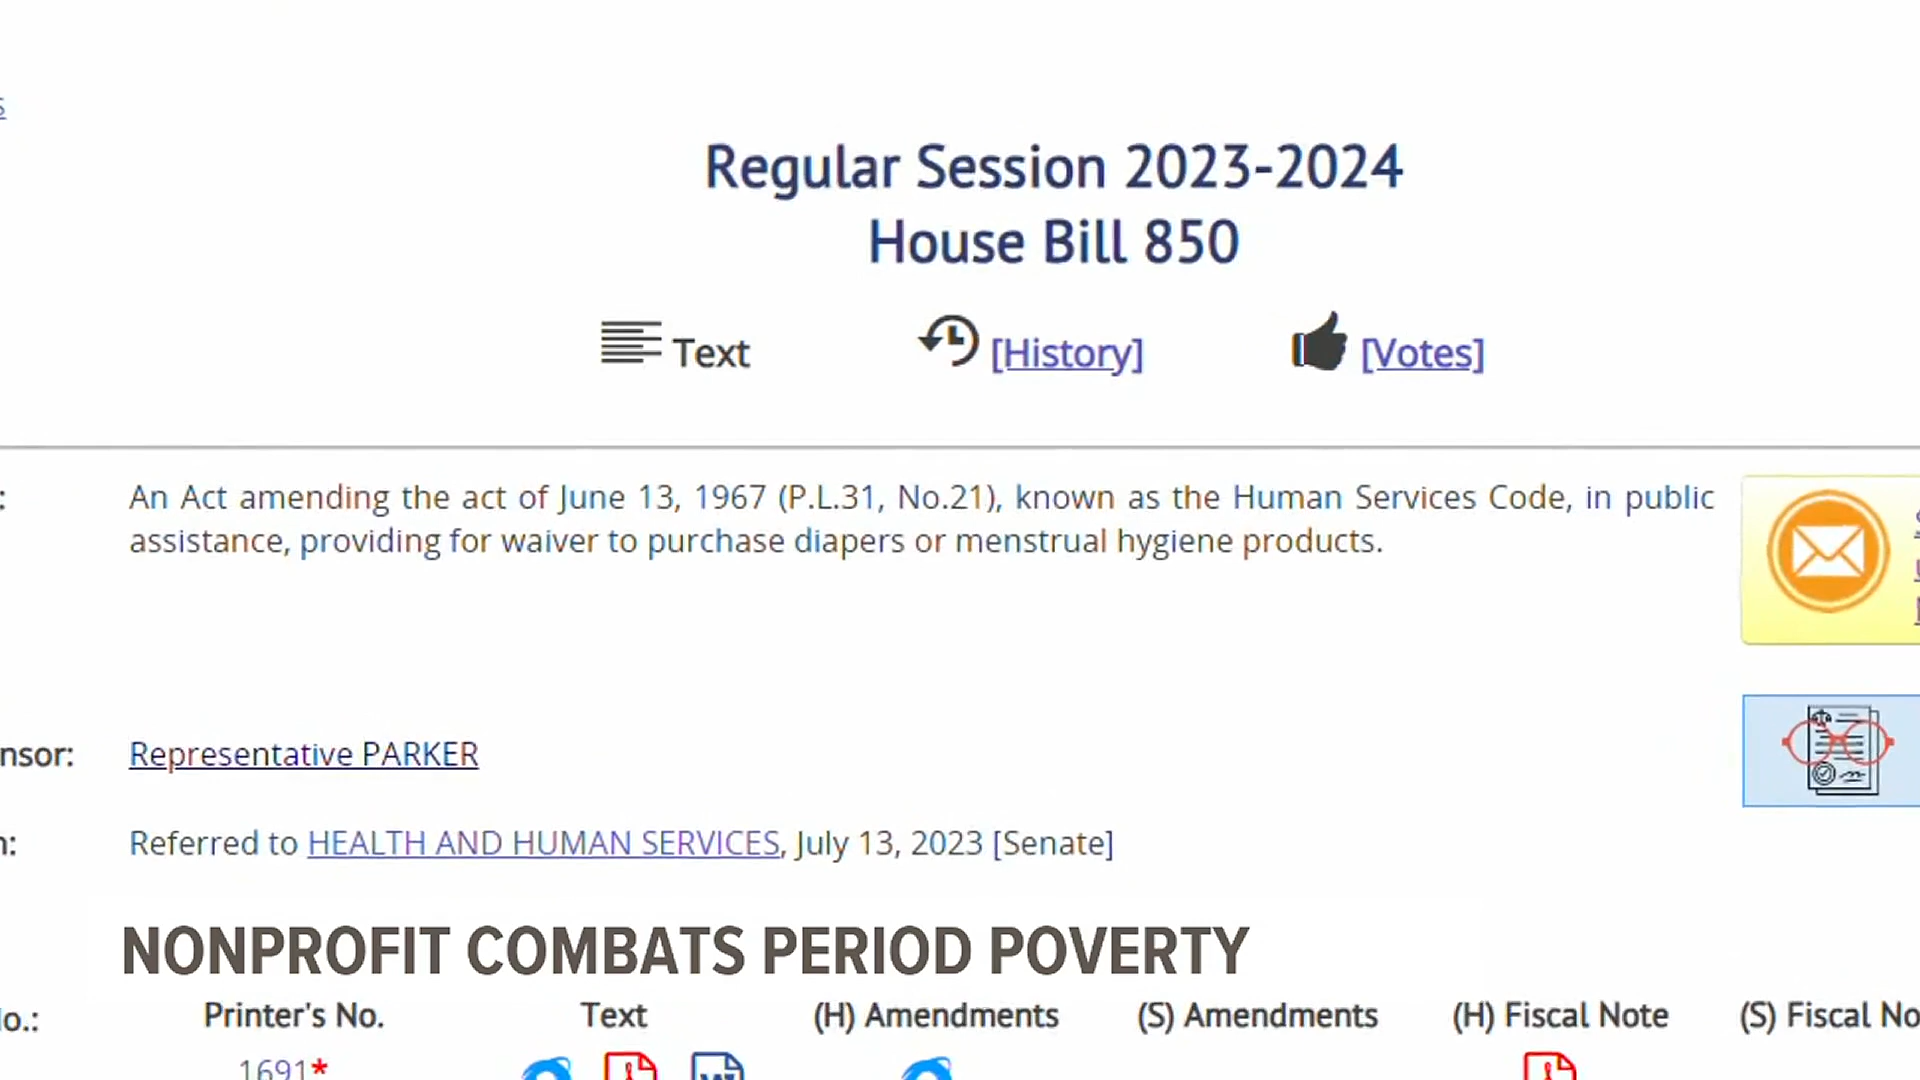 s
Regular Session 2023-2024
House Bill 850
Text [History] [Votes]
: An Act amending the act of June 13, 1967 (P.L.31, No.21), known as the Human Services Code, in public
assistance, providing for waiver to purchase diapers or menstrual hygiene products.
nsor: Representative PARKER
n: Referred to HEALTH AND HUMAN SERVICES, July 13, 2023 [Senate]
NONPROFIT COMBATS PERIOD POVERTY
o.: Printer's No. Text (H) Amendments (S) Amendments (H) Fiscal Note (S) Fiscal No
1691*